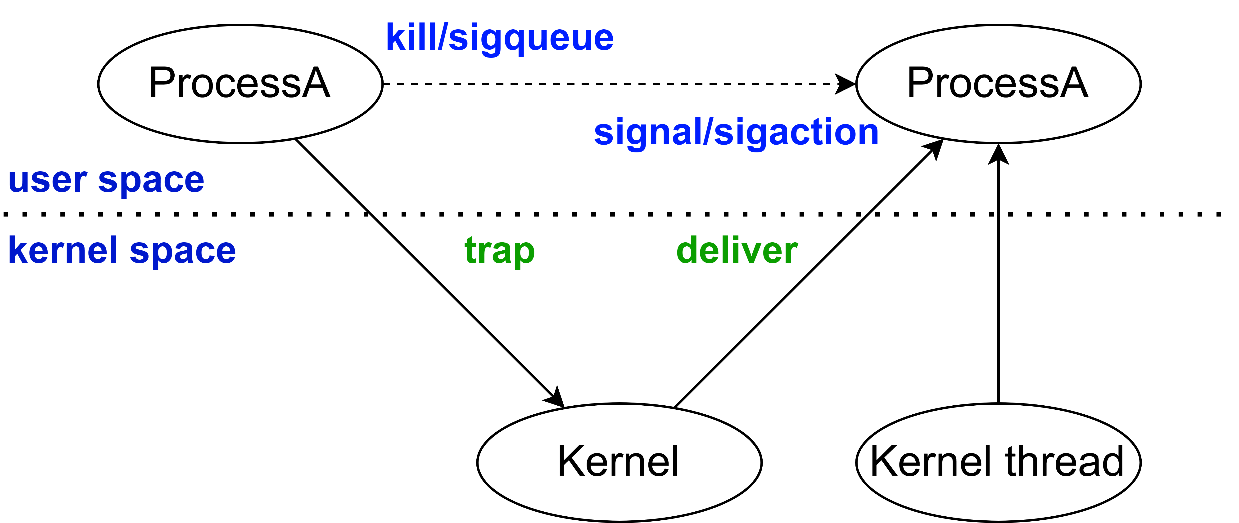 kill/sigqueue
ProcessA
ProcessA
signal/sigaction
user space
kernel space
trap
deliver
Kernel
Kernel thread